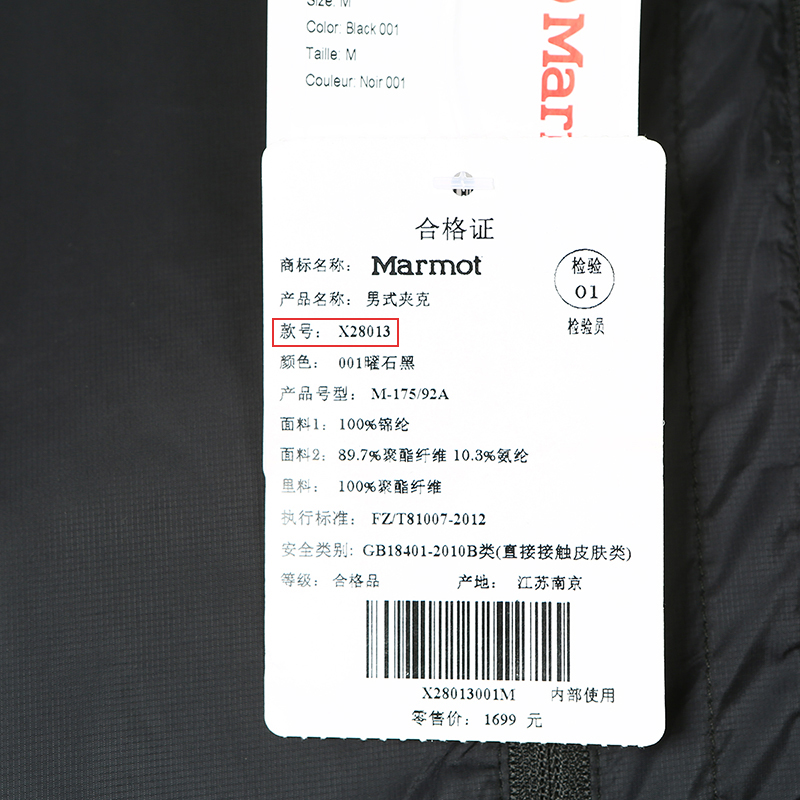 Size: M
Color: Black 001
Taille: M
Couleur: Noir 001
Mar
合格证
商标名称： Marmot
检验
01
产品名称： 男式夹克
检验员
款号： X28013
颜色： 001曜石黑
产品号型： M-175/92A
面料1： 100%锦纶
面料2： 89.7%聚酯纤维 10.3%氨纶
里料： 100%聚酯纤维
执行标准： FZ/T81007-2012
安全类别: GB18401-2010B类(直接接触皮肤类)
等级： 合格品 产地： 江苏南京
X28013001M 内部使用
零售价： 1699 元